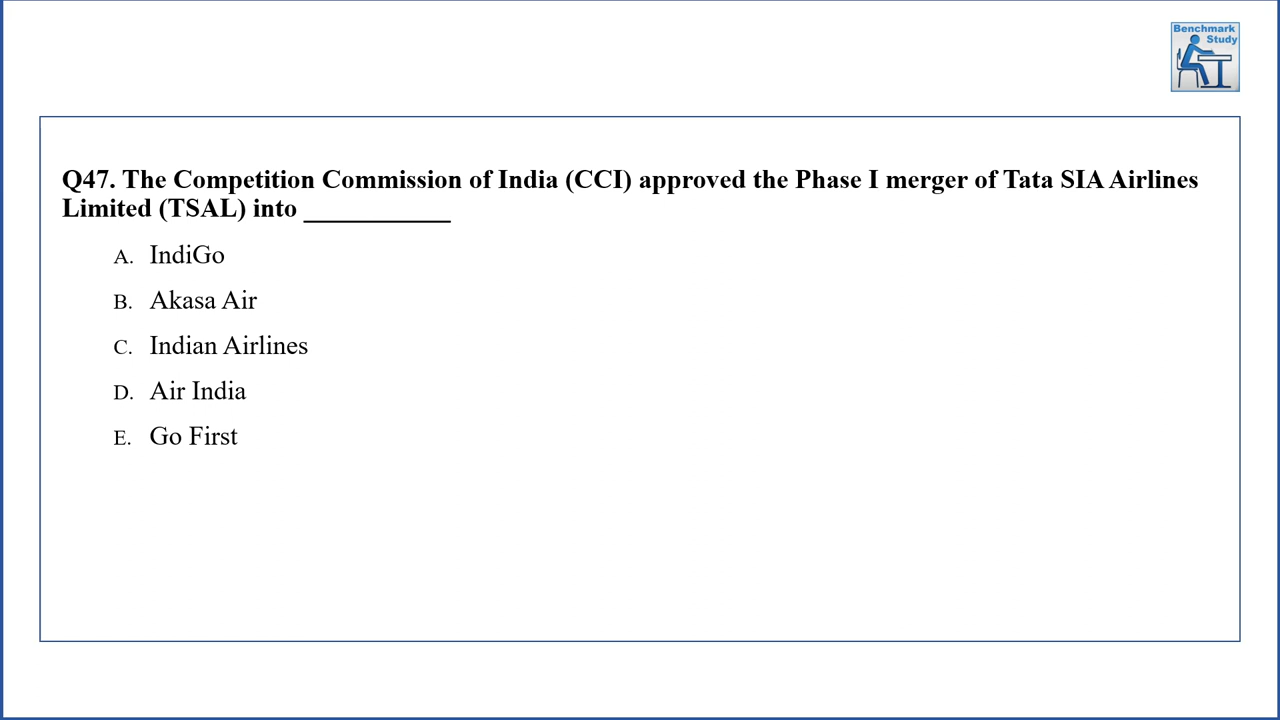 Benchmark
Study
Q47. The Competition Commission of India (CCI) approved the Phase I merger of Tata SIA Airlines
Limited (TSAL) into ___________
A. IndiGo
B. Akasa Air
C. Indian Airlines
D. Air India
E. Go First